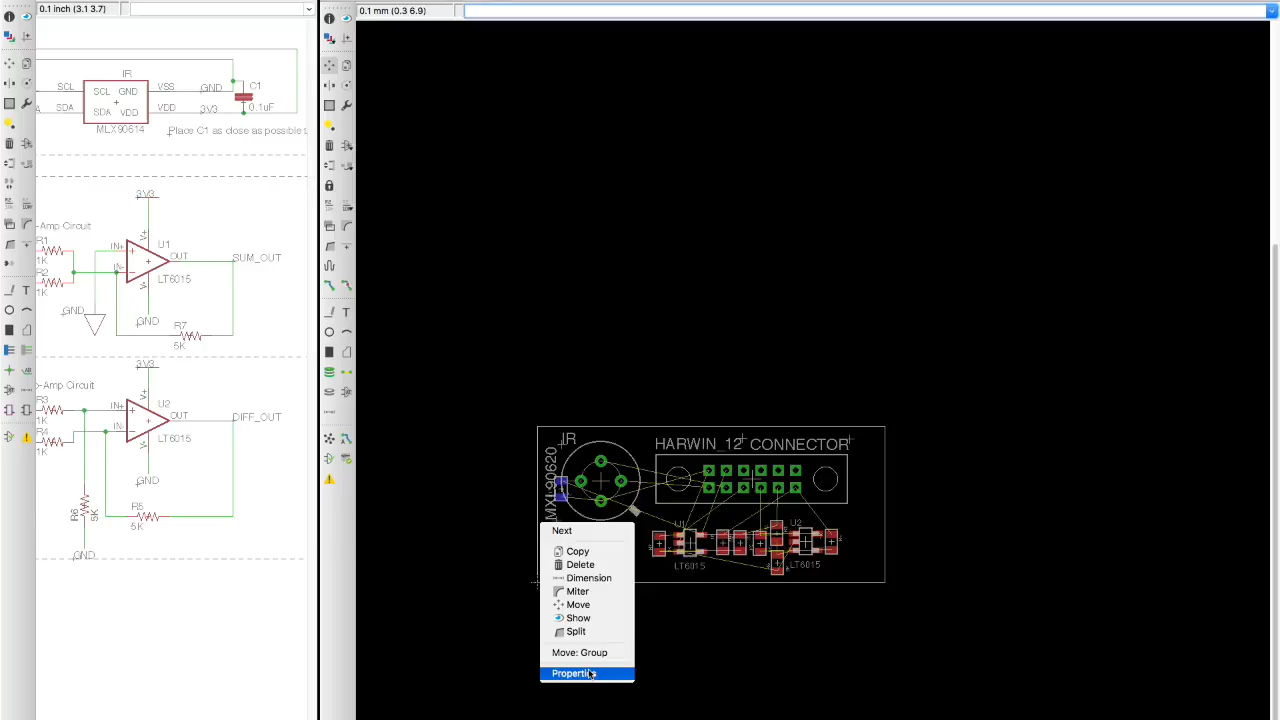 0.1 inch (3.1 3.7)
IR
SCL
SCL GND
VSS
GND
C1
SDA
SDA VDD
VDD
3V3
0.1uF
MLX90614
Place C1 as close as possible
3V3
-Amp Circuit
V+
U1
R1
IN+
OUT
SUM_OUT
1K
R2
IN-
LT6015
1K
V-
GND
GND
R7
5K
3V3
-Amp Circuit
V+
U2
R3
IN+
OUT
DIFF_OUT
1K
R4
IN-
LT6015
1K
V-
GND
R6
5K
R5
5K
GND
0.1 mm (0.3 6.9)
IR
HARWIN_12 CONNECTOR
MXL90620
U1
U2
LT6015
LT6015
Next
Copy
Delete
Dimension
Miter
Move
Show
Split
Move: Group
Properties